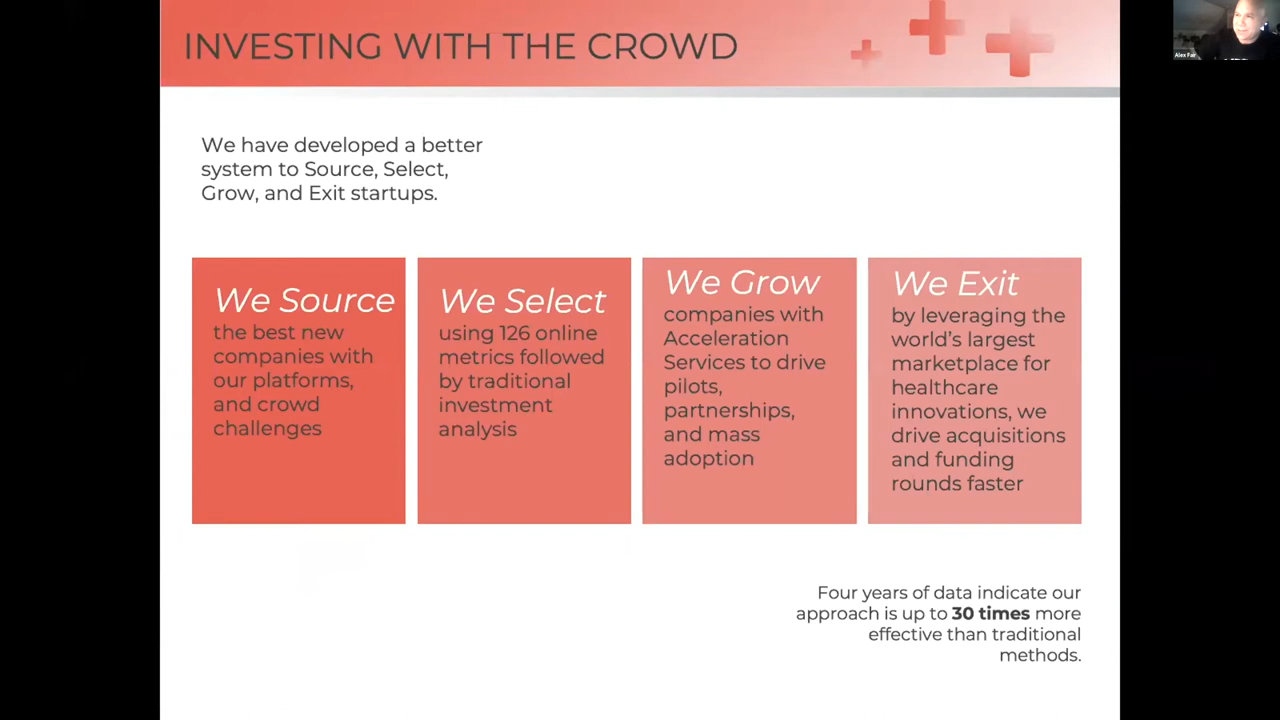 INVESTING WITH THE CROWD
Alex Fair
We have developed a better
system to Source, Select,
Grow, and Exit startups.
We Source
the best new
companies with
our platforms,
and crowd
challenges
We Select
using 126 online
metrics followed
by traditional
investment
analysis
We Grow
companies with
Acceleration
Services to drive
pilots,
partnerships,
and mass
adoption
We Exit
by leveraging the
world's largest
marketplace for
healthcare
innovations, we
drive acquisitions
and funding
rounds faster
Four years of data indicate our
approach is up to 30 times more
effective than traditional
methods.